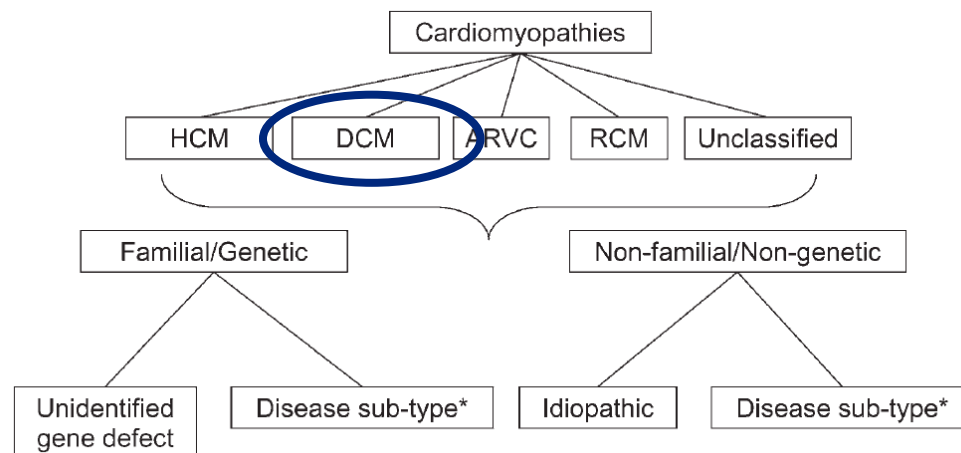 Cardiomyopathies
HCM
DCM
ARVC
RCM
Unclassified
Familial/Genetic
Non-familial/Non-genetic
Unidentified
gene defect
Disease sub-type*
Idiopathic
Disease sub-type*